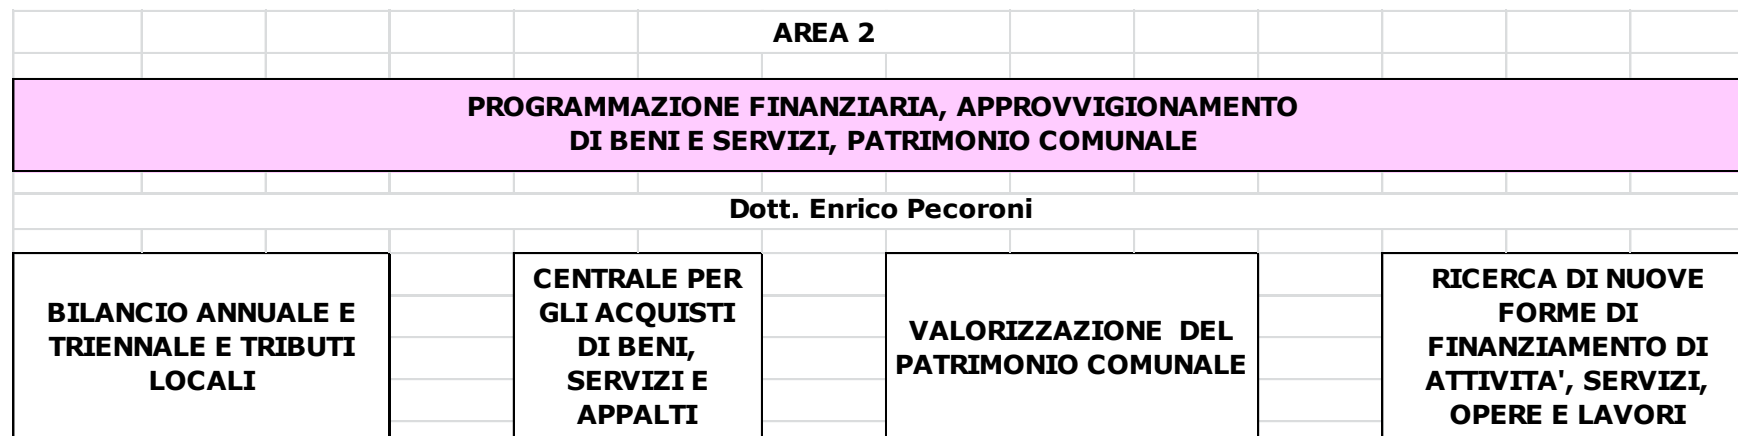 AREA 2
PROGRAMMAZIONE FINANZIARIA, APPROVVIGIONAMENTO
DI BENI E SERVIZI, PATRIMONIO COMUNALE
Dott. Enrico Pecoroni
BILANCIO ANNUALE E
TRIENNALE E TRIBUTI
LOCALI
CENTRALE PER
GLI ACQUISTI
DI BENI,
SERVIZI E
APPALTI
VALORIZZAZIONE DEL
PATRIMONIO COMUNALE
RICERCA DI NUOVE
FORME DI
FINANZIAMENTO DI
ATTIVITA', SERVIZI,
OPERE E LAVORI